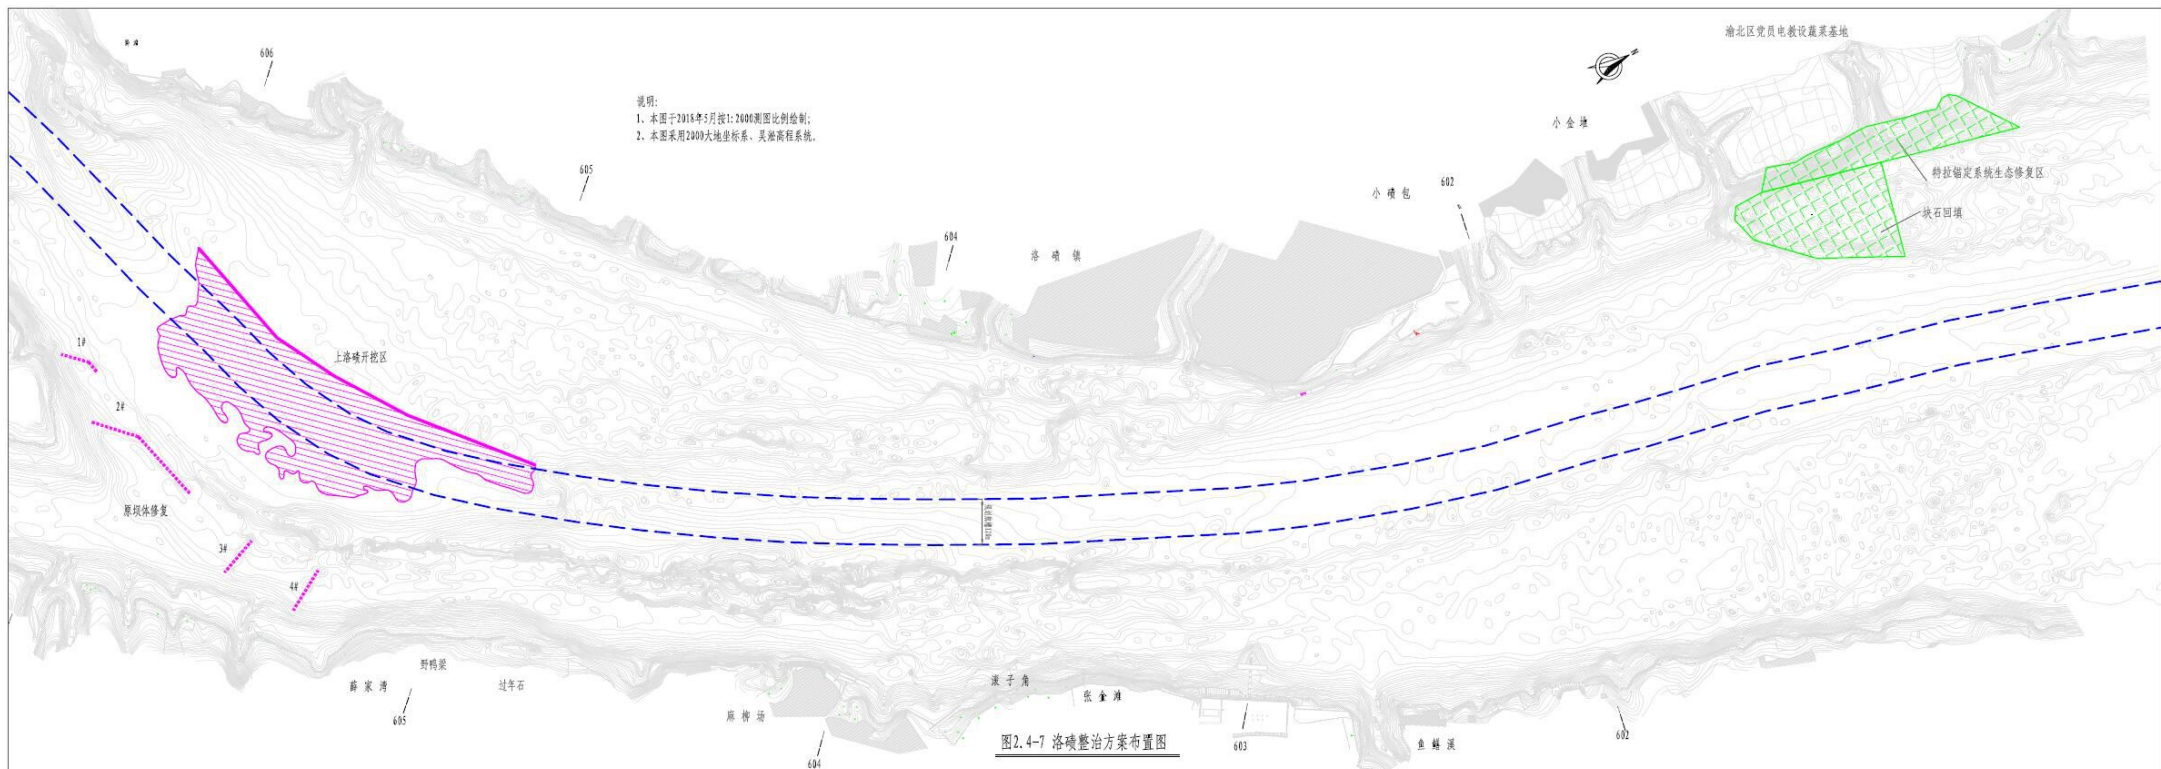 渝北区党员电教设蔬菜基地
606
N
说明:
1、本图于2018年5月按1:2000测图比例绘制;
2、本图采用2000大地坐标系、吴淞高程系统。
小金堆
605
特拉锚定系统生态修复区
602
小碛包
块石回填
604
洛碛镇
1#
上洛碛开挖区
2#
原坝体修复
3#
4#
野鸭梁
薛家湾
过年石
滚子角
张金滩
605
麻柳场
604
603
602
鱼鳝溪
图2.4-7 洛碛整治方案布置图